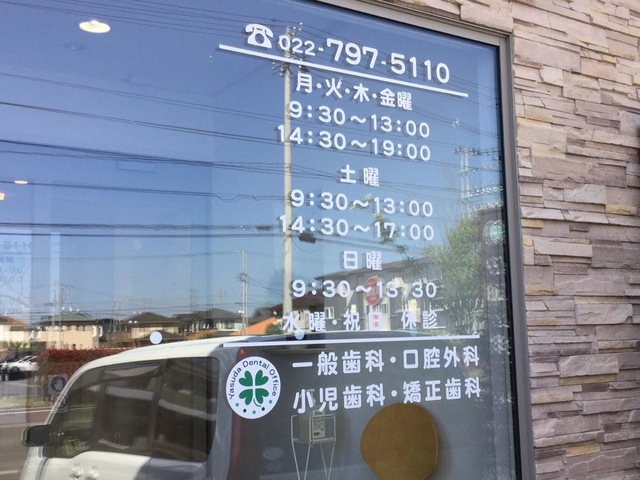 ☎022-797-5110
月・火・木・金曜
9:30～13:00
14:30～19:00
土曜
9:30～13:00
14:30～17:00
日曜
9:30～13:30
水曜・祝 休診
Yasuda Dental Office
一般歯科・口腔外科
小児歯科・矯正歯科